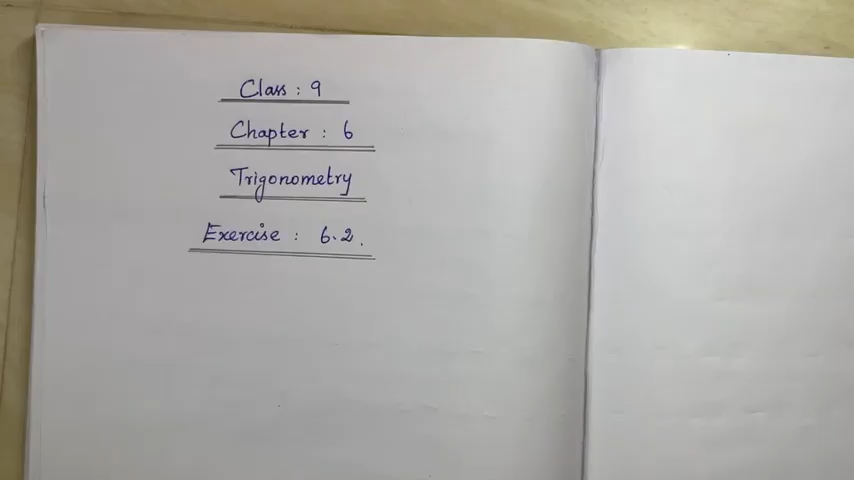 Class : 9
Chapter : 6
Trigonometry
Exercise : 6.2.